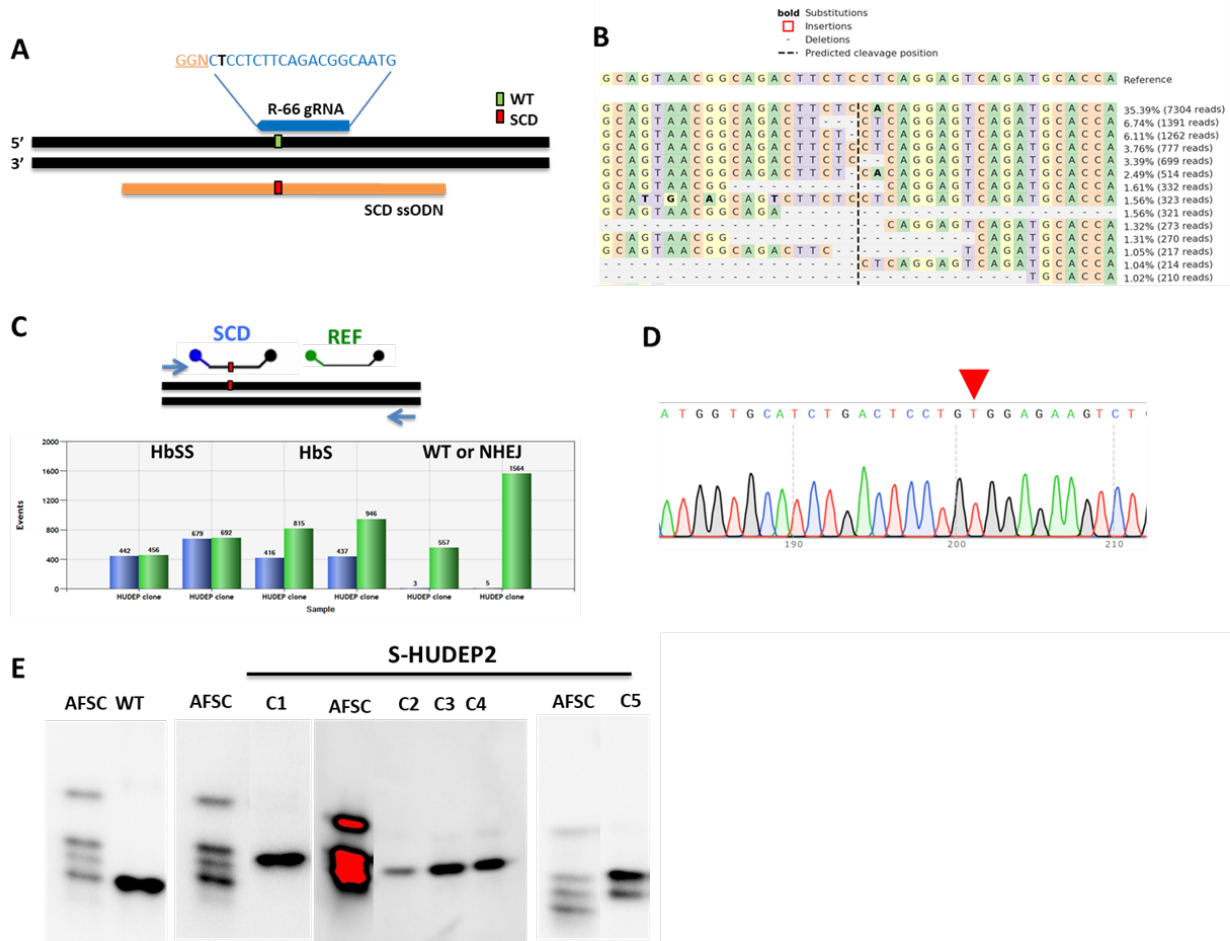 A
GGNCTCCTCTTCAGACGGCAATG
R-66 gRNA
WT
SCD
5’
3’
SCD ssODN
B
bold Substitutions
Insertions
- Deletions
Predicted cleavage position
G C A G T A A C G G C A G A C T T C T C C T C A G G A G T C A G A T G C A C C A Reference
G C A G T A A C G G C A G A C T T C T C C A C A G G A G T C A G A T G C A C C A 35.39% (7304 reads)
G C A G T A A C G G C A G A C T T - - - C T C A G G A G T C A G A T G C A C C A 6.74% (1391 reads)
G C A G T A A C G G C A G A C T T C T - C T C A G G A G T C A G A T G C A C C A 6.11% (1262 reads)
G C A G T A A C G G C A G A C T T C T C C T C A G G A G T C A G A T G C A C C A 3.76% (777 reads)
G C A G T A A C G G C A G A C T T C T C - - C A G G A G T C A G A T G C A C C A 3.39% (699 reads)
G C A G T A A C G G C A G A C T T C T - C A C A G G A G T C A G A T G C A C C A 2.49% (514 reads)
G C A G T A A C G G - - - - - - - - - - - - C A G G A G T C A G A T G C A C C A 1.61% (332 reads)
G C A T T G A C A G C A G T C T T C T C C T C A G G A G T C A G A T G C A C C A 1.56% (323 reads)
G C A G T A A C G G C A G A - - - - - - - - - - - - - - - - - - - - - - - - - - 1.56% (321 reads)
- - - - - - - - - - - - - - - - - - - - - - C A G G A G T C A G A T G C A C C A 1.32% (273 reads)
G C A G T A A C G G - - - - - - - - - - - - - - - - - - - C A G A T G C A C C A 1.31% (270 reads)
G C A G T A A C G G C A G A C T T C - - - - - - - - - - T C A G A T G C A C C A 1.05% (217 reads)
- - - - - - - - - - - - - - - - - - - - C T C A G G A G T C A G A T G C A C C A 1.04% (214 reads)
- - - - - - - - - - - - - - - - - - - - - - - - - - - - - - - - - T G C A C C A 1.02% (210 reads)
C
SCD REF
2000
1600
1200
800
400
0
Events
HbSS HbS WT or NHEJ
442 456 679 692 416 815 437 946 3 557 5 1564
HUDEP clone HUDEP clone HUDEP clone HUDEP clone HUDEP clone HUDEP clone
Sample
D
A T G G T G C A T C T G A C T C C T G T G G A G A A G T C T
190 200 210
E
S-HUDEP2
AFSC WT AFSC C1 AFSC C2 C3 C4 AFSC C5